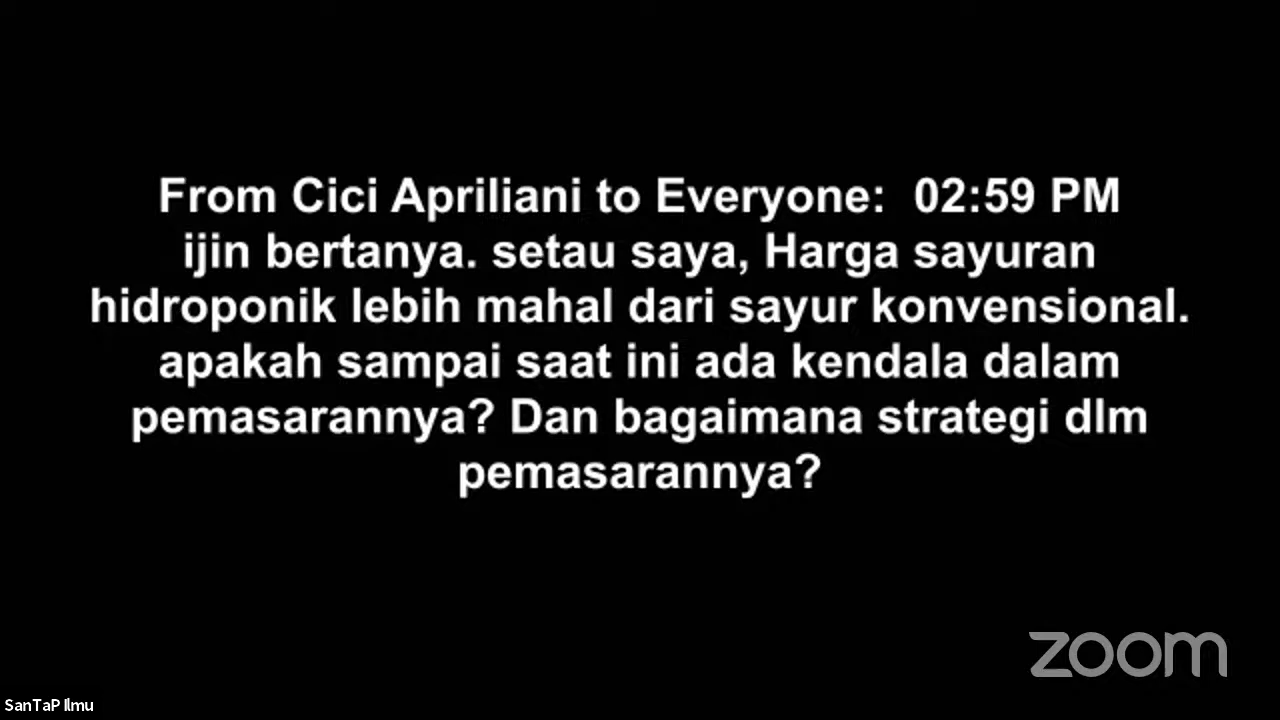 From Cici Apriliani to Everyone:  02:59 PM
ijin bertanya. setau saya, Harga sayuran
hidroponik lebih mahal dari sayur konvensional.
apakah sampai saat ini ada kendala dalam
pemasarannya? Dan bagaimana strategi dlm
pemasarannya?
zoom
SanTaP Ilmu